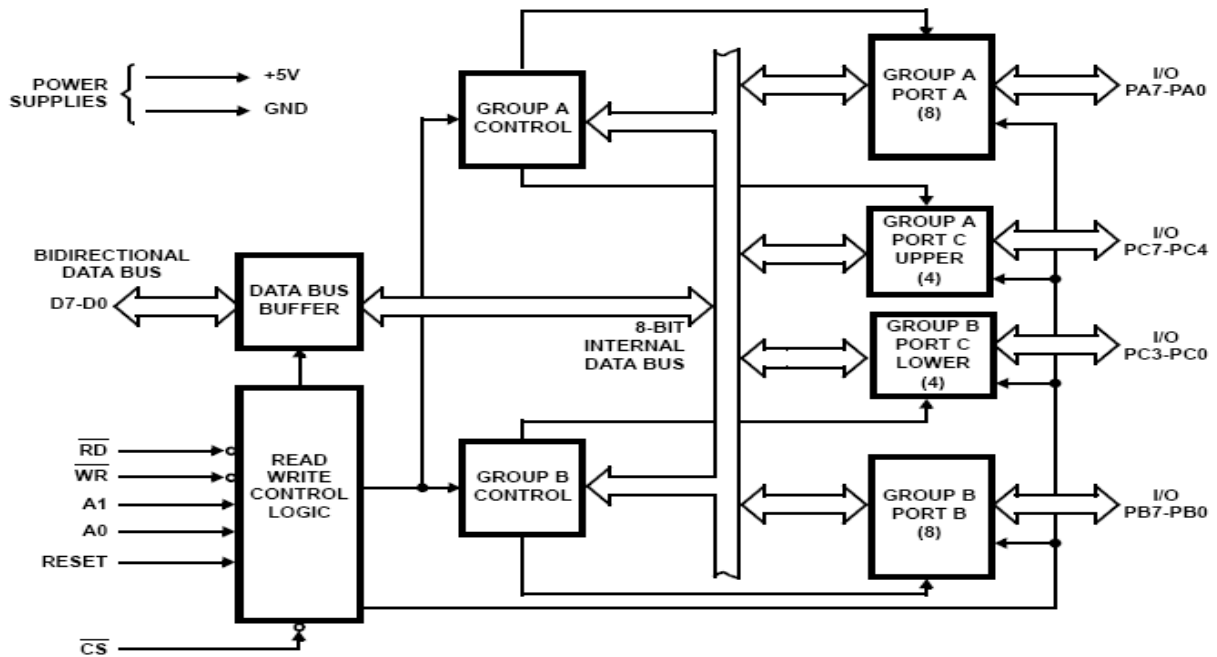 POWER
SUPPLIES
+5V
GND
GROUP A
CONTROL
GROUP A
PORT A
(8)
I/O
PA7-PA0
GROUP A
PORT C
UPPER
(4)
I/O
PC7-PC4
BIDIRECTIONAL
DATA BUS
D7-D0
DATA BUS
BUFFER
8-BIT
INTERNAL
DATA BUS
GROUP B
PORT C
LOWER
(4)
I/O
PC3-PC0
RD
WR
A1
A0
RESET
CS
READ
WRITE
CONTROL
LOGIC
GROUP B
CONTROL
GROUP B
PORT B
(8)
I/O
PB7-PB0